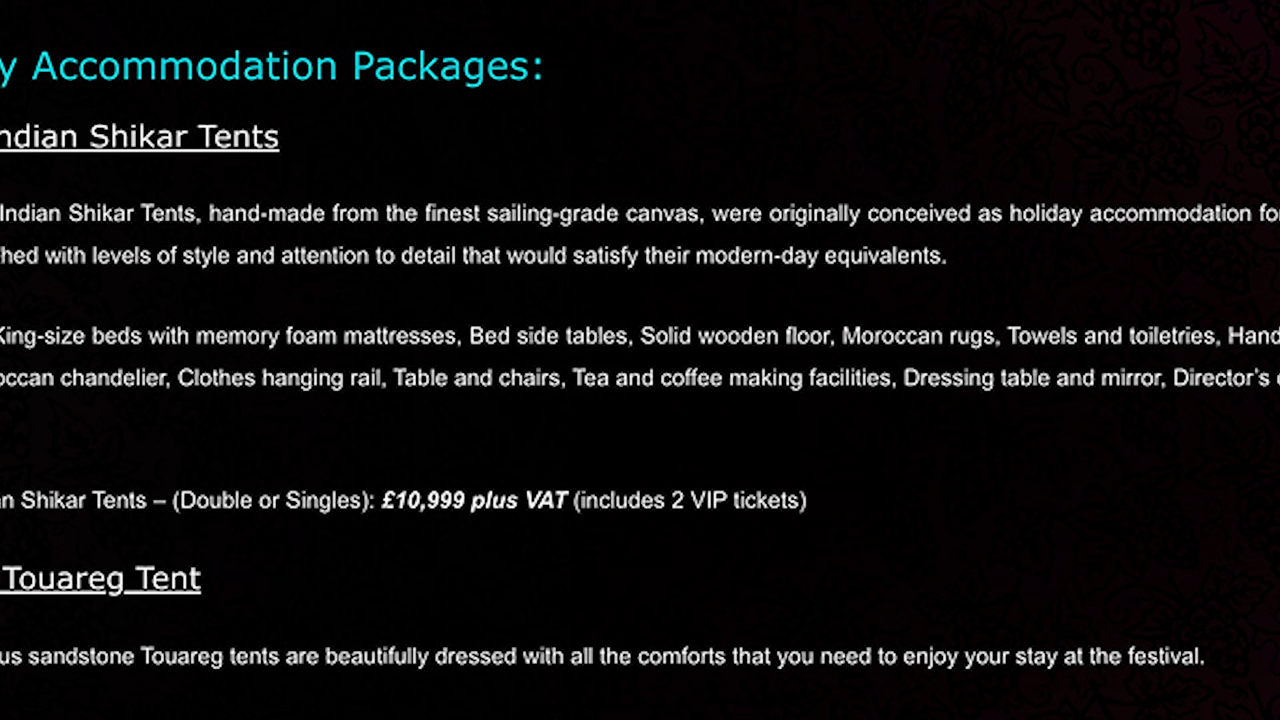 y Accommodation Packages:
ndian Shikar Tents
Indian Shikar Tents, hand-made from the finest sailing-grade canvas, were originally conceived as holiday accommodation fo
hed with levels of style and attention to detail that would satisfy their modern-day equivalents.
King-size beds with memory foam mattresses, Bed side tables, Solid wooden floor, Moroccan rugs, Towels and toiletries, Hand
occan chandelier, Clothes hanging rail, Table and chairs, Tea and coffee making facilities, Dressing table and mirror, Director's
n Shikar Tents – (Double or Singles): £10,999 plus VAT (includes 2 VIP tickets)
Touareg Tent
us sandstone Touareg tents are beautifully dressed with all the comforts that you need to enjoy your stay at the festival.